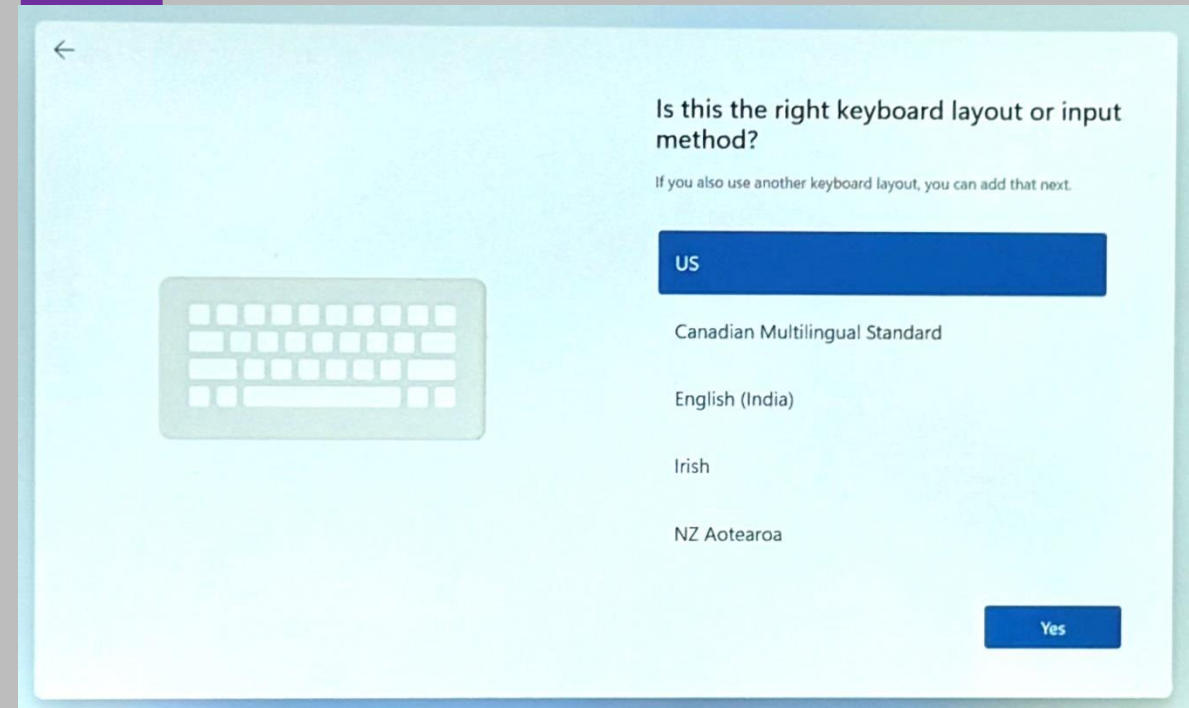 Is this the right keyboard layout or input
method?
If you also use another keyboard layout, you can add that next.
US
Canadian Multilingual Standard
English (India)
Irish
NZ Aotearoa
Yes